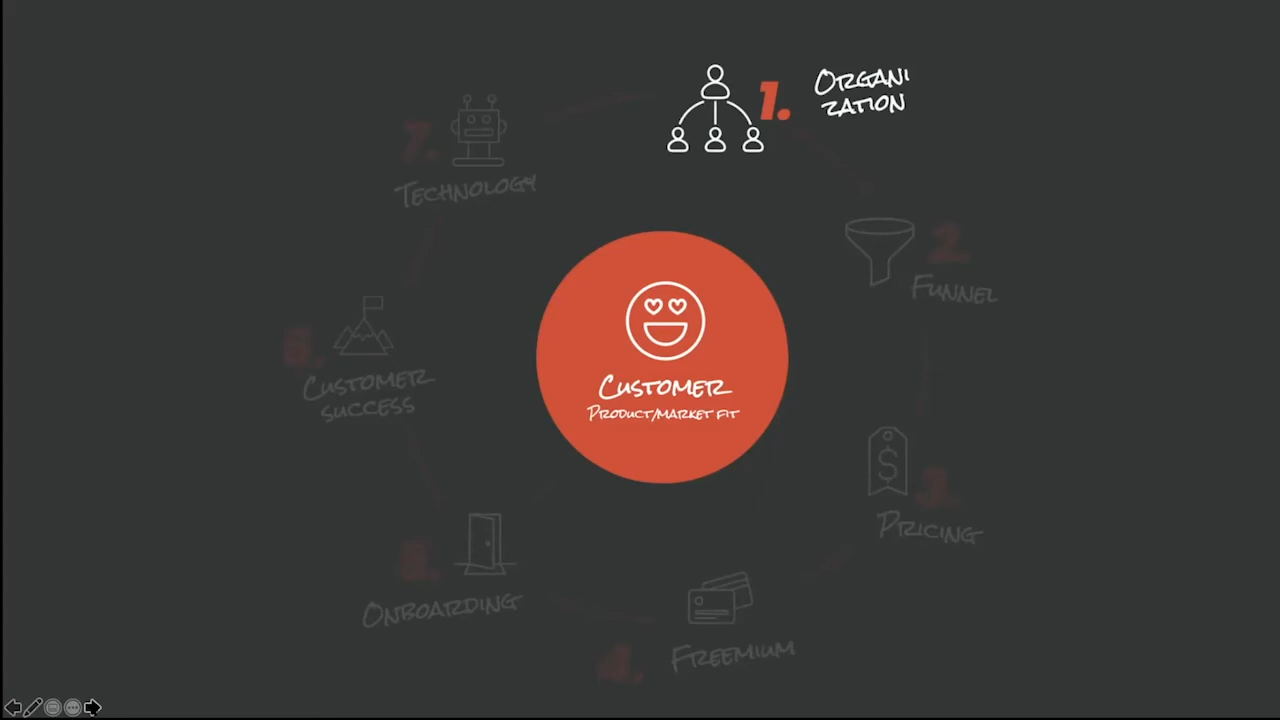 1.
ORGANI
ZATION
2.
FUNNEL
3.
PRICING
4.
FREEMIUM
5.
ONBOARDING
6.
CUSTOMER
SUCCESS
7.
TECHNOLOGY
CUSTOMER
PRODUCT/MARKET FIT
$